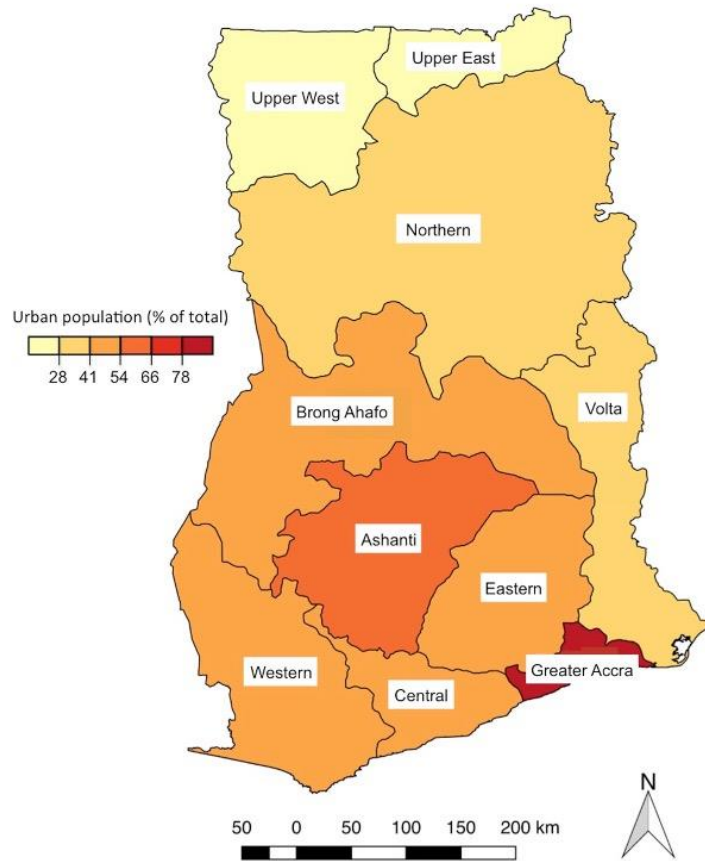 Upper East
Upper West
Northern
Urban population (% of total)
28 41 54 66 78
Brong Ahafo
Volta
Ashanti
Eastern
Western
Central
Greater Accra
N
50 0 50 100 150 200 km